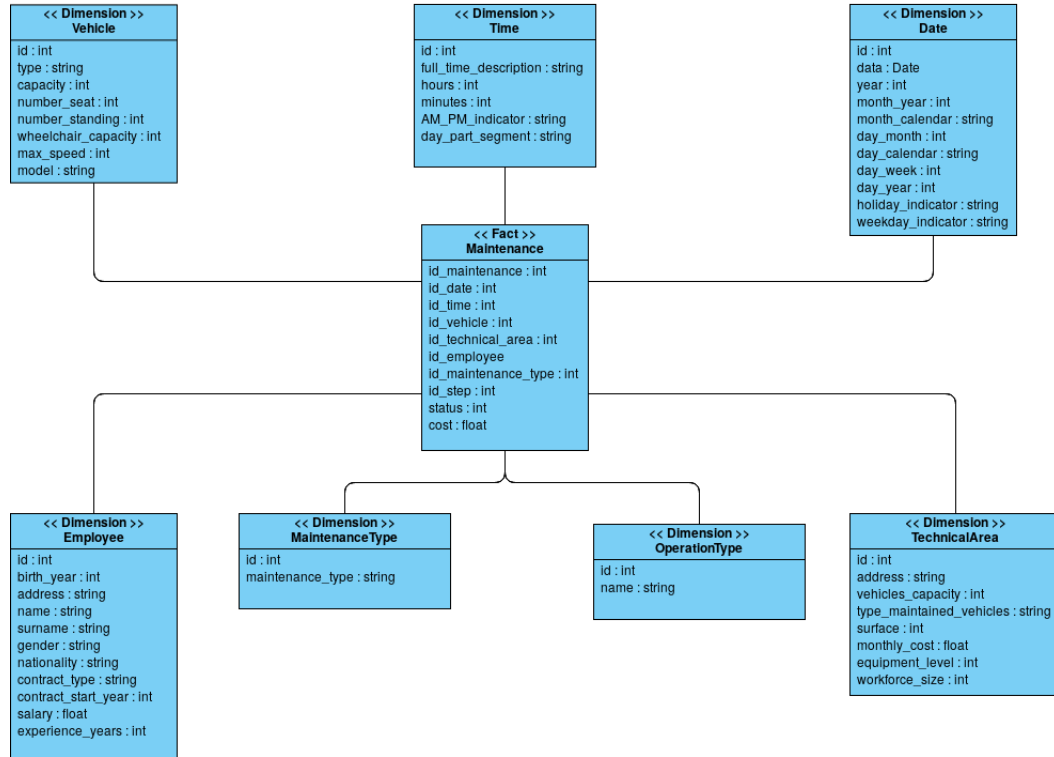 << Dimension >>
Vehicle
id : int
type : string
capacity : int
number_seat : int
number_standing : int
wheelchair_capacity : int
max_speed : int
model : string
<< Dimension >>
Time
id : int
full_time_description : string
hours : int
minutes : int
AM_PM_indicator : string
day_part_segment : string
<< Dimension >>
Date
id : int
data : Date
year : int
month_year : int
month_calendar : string
day_month : int
day_calendar : string
day_week : int
day_year : int
holiday_indicator : string
weekday_indicator : string
<< Fact >>
Maintenance
id_maintenance : int
id_date : int
id_time : int
id_vehicle : int
id_technical_area : int
id_employee
id_maintenance_type : int
id_step : int
status : int
cost : float
<< Dimension >>
Employee
id : int
birth_year : int
address : string
name : string
surname : string
gender : string
nationality : string
contract_type : string
contract_start_year : int
salary : float
experience_years : int
<< Dimension >>
MaintenanceType
id : int
maintenance_type : string
<< Dimension >>
OperationType
id : int
name : string
<< Dimension >>
TechnicalArea
id : int
address : string
vehicles_capacity : int
type_maintained_vehicles : string
surface : int
monthly_cost : float
equipment_level : int
workforce_size : int